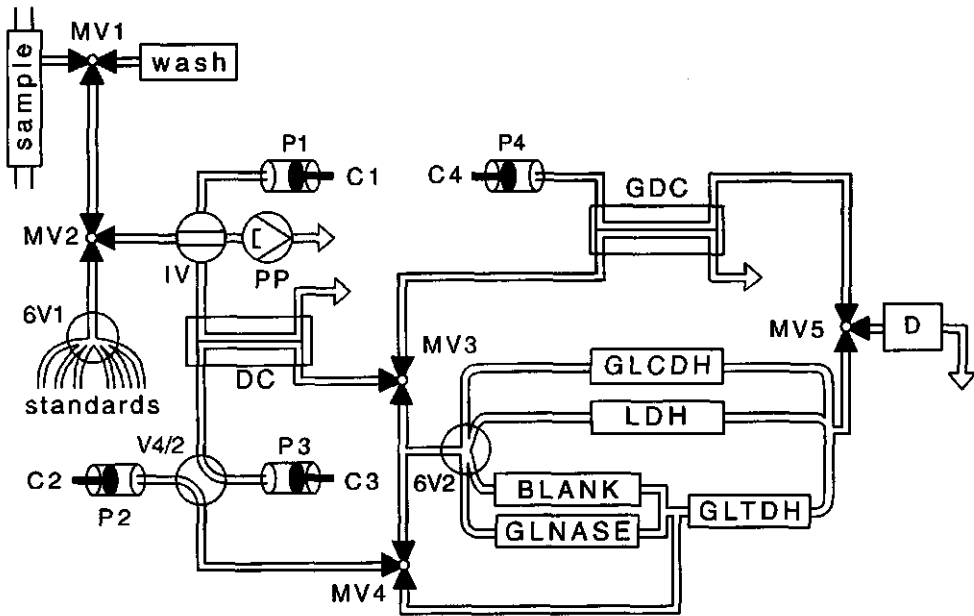 MV1
sample
wash
P1
C1
P4
C4
GDC
MV2
IV
PP
6V1
standards
DC
MV3
MV5
D
GLCDH
LDH
V4/2
P3
C2
C3
P2
6V2
BLANK
GLNASE
GLTDH
MV4